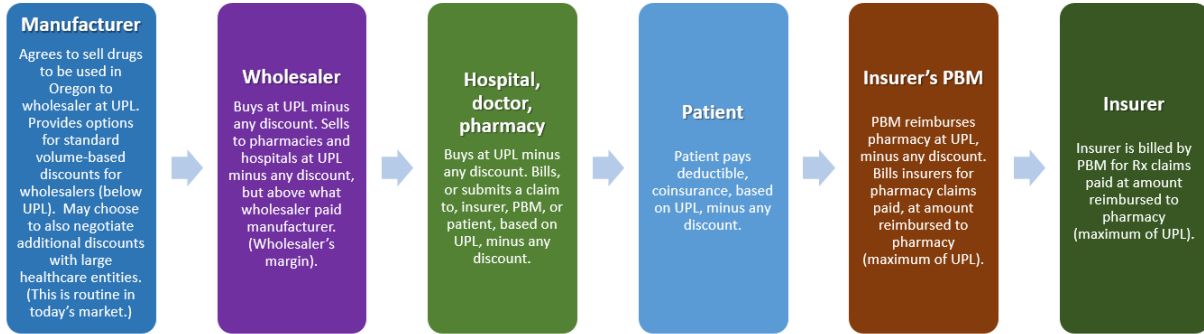 Manufacturer
Agrees to sell drugs
to be used in
Oregon to
wholesaler at UPL.
Provides options
for standard
volume-based
discounts for
wholesalers (below
UPL).  May choose
to also negotiate
additional discounts
with large
healthcare entities.
(This is routine in
today's market.)
Wholesaler
Buys at UPL minus
any discount. Sells
to pharmacies and
hospitals at UPL
minus any discount,
but above what
wholesaler paid
manufacturer.
(Wholesaler's
margin).
Hospital,
doctor,
pharmacy
Buys at UPL minus
any discount. Bills,
or submits a claim
to, insurer, PBM, or
patient, based on
UPL, minus any
discount.
Patient
Patient pays
deductible,
coinsurance, based
on UPL, minus any
discount.
Insurer's PBM
PBM reimburses
pharmacy at UPL,
minus any discount.
Bills insurers for
pharmacy claims
paid, at amount
reimbursed to
pharmacy
(maximum of UPL).
Insurer
Insurer is billed by
PBM for Rx claims
paid at amount
reimbursed to
pharmacy
(maximum of UPL).